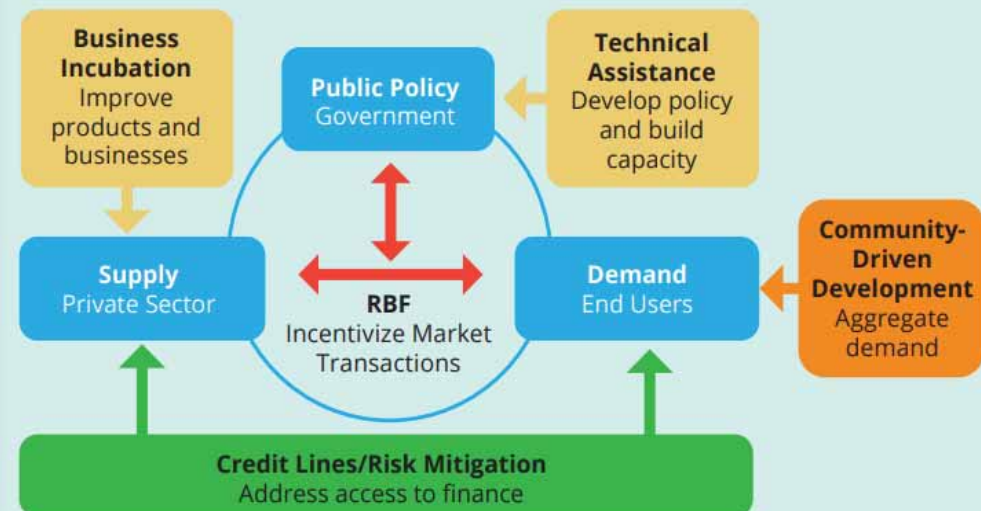 Business
Incubation
Improve
products and
businesses
Public Policy
Government
Technical
Assistance
Develop policy
and build
capacity
Supply
Private Sector
RBF
Incentivize Market
Transactions
Demand
End Users
Community-
Driven
Development
Aggregate
demand
Credit Lines/Risk Mitigation
Address access to finance